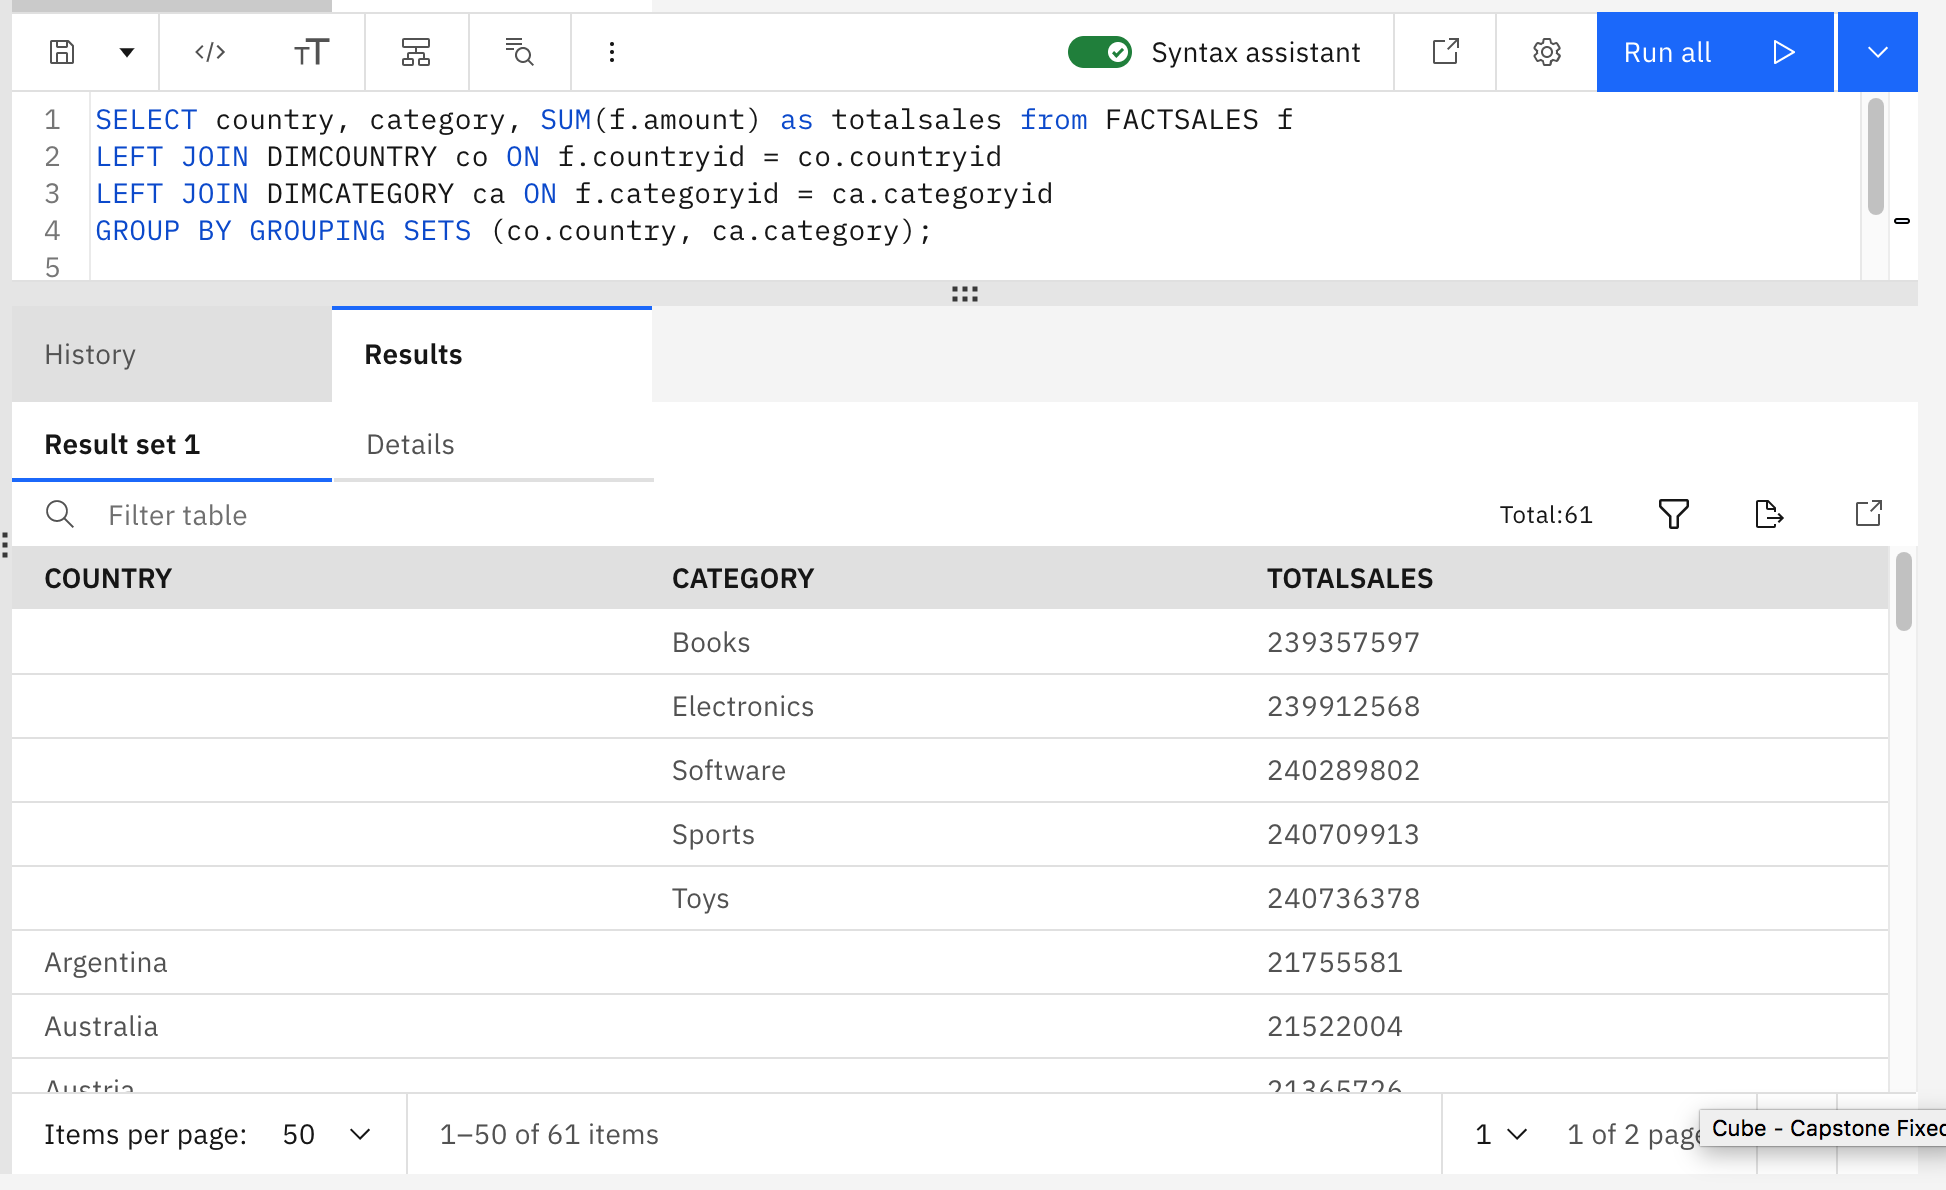 </>
TT
Syntax assistant
Run all
1 SELECT country, category, SUM(f.amount) as totalsales from FACTSALES f
2 LEFT JOIN DIMCOUNTRY co ON f.countryid = co.countryid
3 LEFT JOIN DIMCATEGORY ca ON f.categoryid = ca.categoryid
4 GROUP BY GROUPING SETS (co.country, ca.category);
5
History
Results
Result set 1
Details
Filter table
Total:61
COUNTRY CATEGORY TOTALSALES
Books 239357597
Electronics 239912568
Software 240289802
Sports 240709913
Toys 240736378
Argentina 21755581
Australia 21522004
Austria 21365726
Items per page: 50
1–50 of 61 items
1
1 of 2 page
Cube - Capstone Fixed